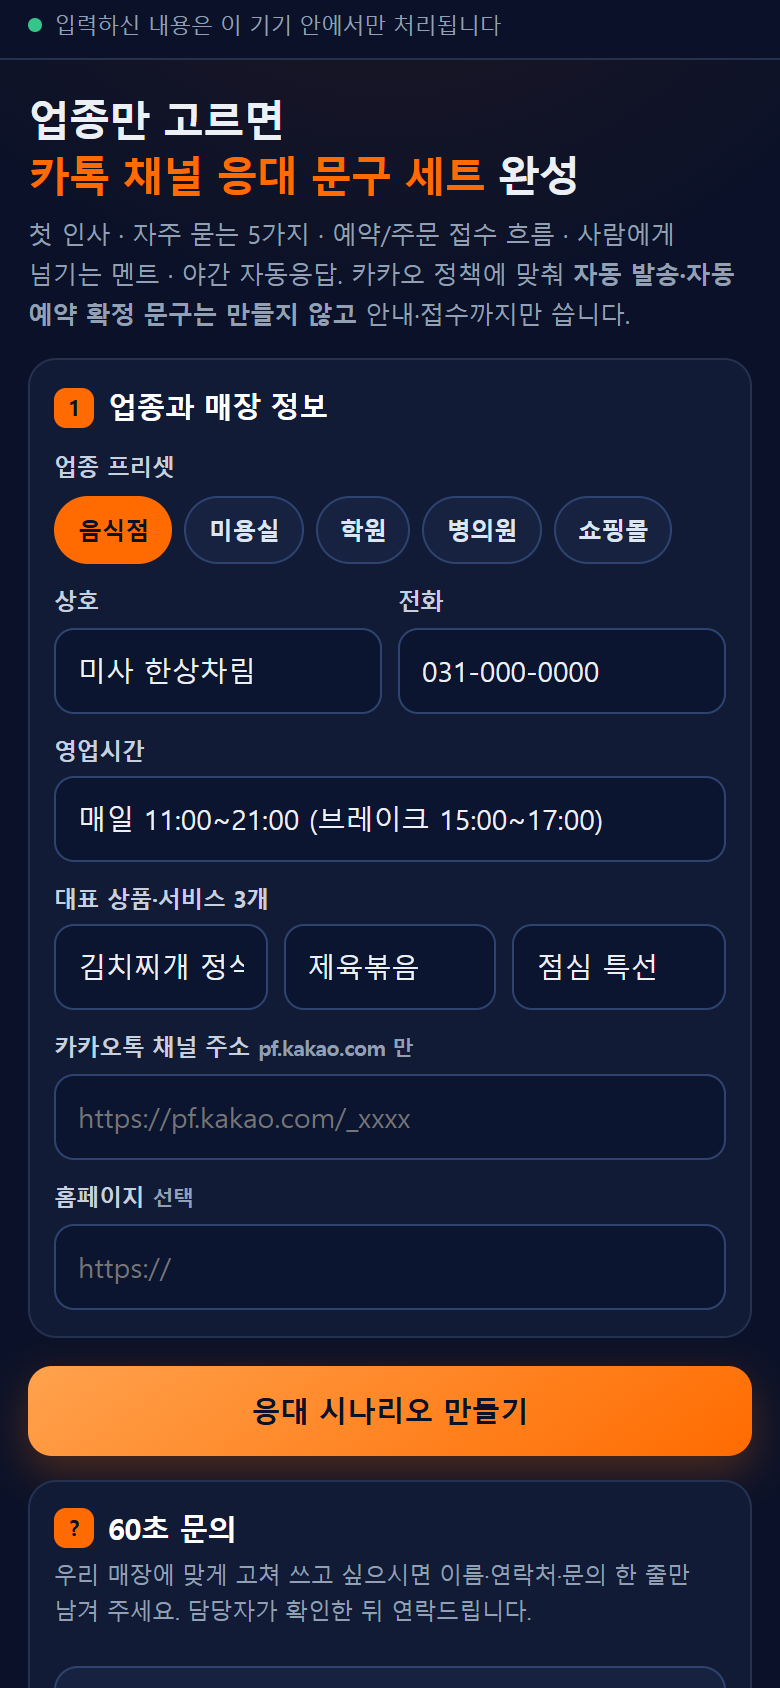 입력하신 내용은 이 기기 안에서만 처리됩니다
업종만 고르면
카톡 채널 응대 문구 세트 완성
첫 인사 · 자주 묻는 5가지 · 예약/주문 접수 흐름 · 사람에게
넘기는 멘트 · 야간 자동응답. 카카오 정책에 맞춰 자동 발송·자동
예약 확정 문구는 만들지 않고 안내·접수까지만 씁니다.
1 업종과 매장 정보
업종 프리셋
음식점 미용실 학원 병의원 쇼핑몰
상호 전화
미사 한상차림 031-000-0000
영업시간
매일 11:00~21:00 (브레이크 15:00~17:00)
대표 상품·서비스 3개
김치찌개 제육볶음 점심 특선
카카오톡 채널 주소 pf.kakao.com 만
https://pf.kakao.com/_xxxx
홈페이지 선택
https://
응대 시나리오 만들기
? 60초 문의
우리 매장에 맞게 고쳐 쓰고 싶으시면 이름·연락처·문의 한 줄만
남겨 주세요. 담당자가 확인한 뒤 연락드립니다.